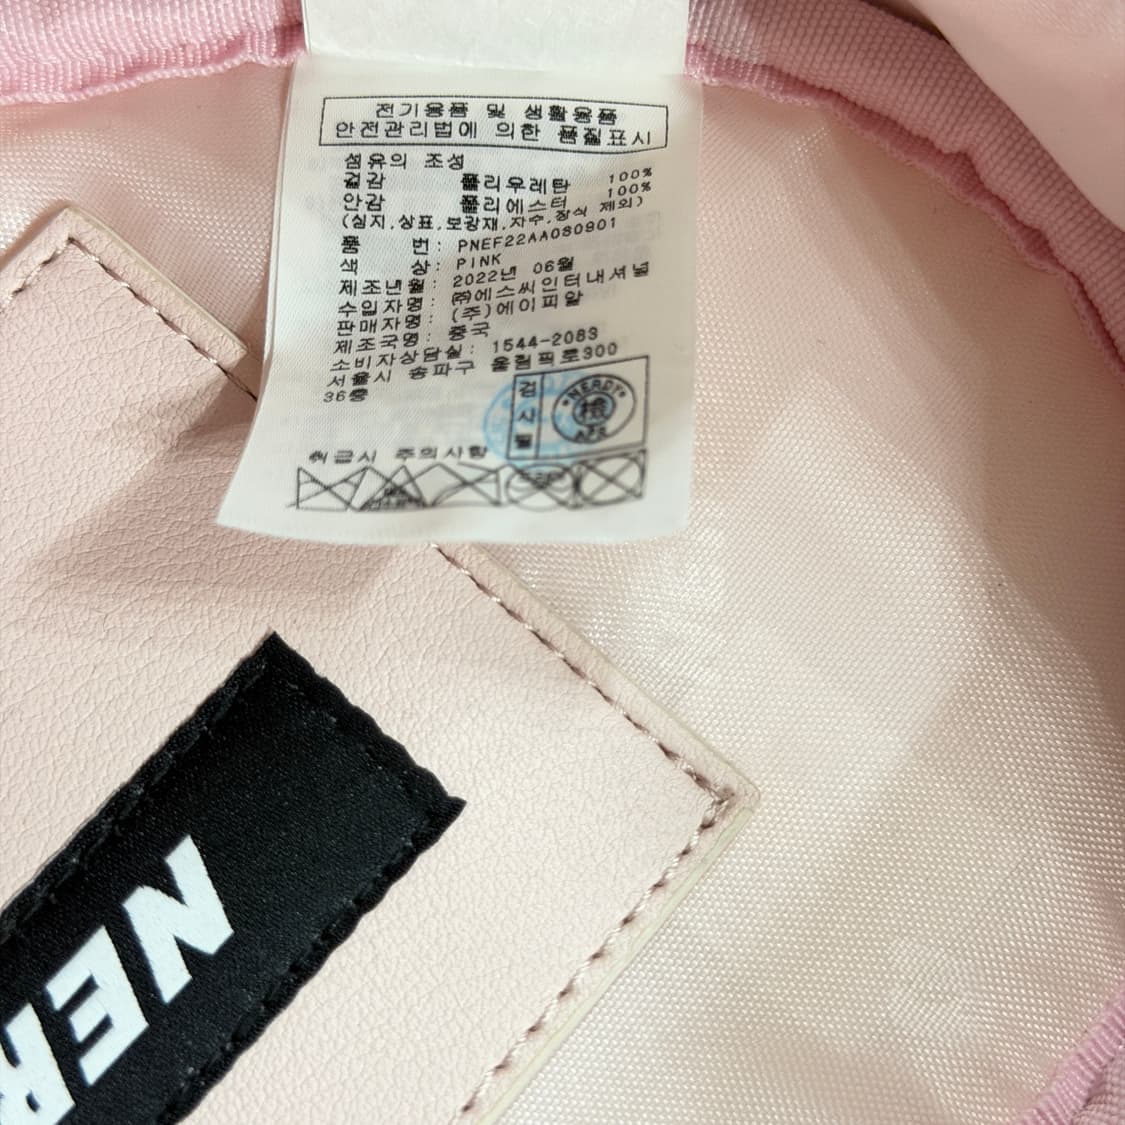 전기용품 및 생활용품
안전관리법에 의한 품질표시
섬유의 조성
겉감 폴리우레탄 100%
안감 폴리에스터 100%
(심지,상표,보강재,자수,장식 제외)
품 번: PNEF22AA080901
색 상: PINK
제조년월: 2022년 06월
수입자명: ㈜에스씨인터내셔널
판매자명: (주)에이피알
제조국명: 중국
소비자상담실: 1544-2083
서울시 송파구 올림픽로300
36층
검사필
NERDY
檢
APR
취급시 주의사항
NER